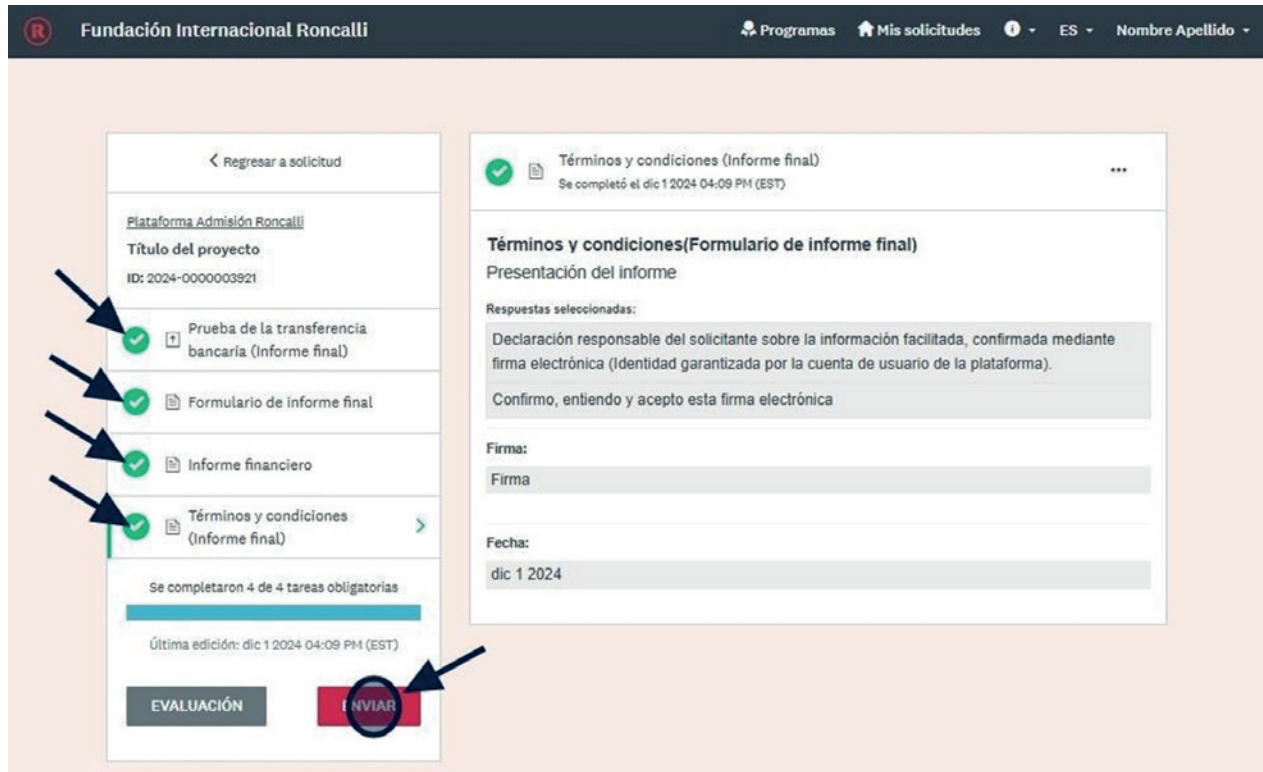 R Fundación Internacional Roncalli Programas Mis solicitudes ES Nombre Apellido
Regresar a solicitud
Plataforma Admisión Roncalli
Título del proyecto
ID: 2024-0000003921
Prueba de la transferencia
bancaria (Informe final)
Formulario de informe final
Informe financiero
Términos y condiciones
(Informe final)
Se completaron 4 de 4 tareas obligatorias
Última edición: dic 1 2024 04:09 PM (EST)
EVALUACIÓN
ENVIAR
Términos y condiciones (Informe final)
Se completó el dic 1 2024 04:09 PM (EST)
...
Términos y condiciones(Formulario de informe final)
Presentación del informe
Respuestas seleccionadas:
Declaración responsable del solicitante sobre la información facilitada, confirmada mediante
firma electrónica (Identidad garantizada por la cuenta de usuario de la plataforma).
Confirmo, entiendo y acepto esta firma electrónica
Firma:
Firma
Fecha:
dic 1 2024